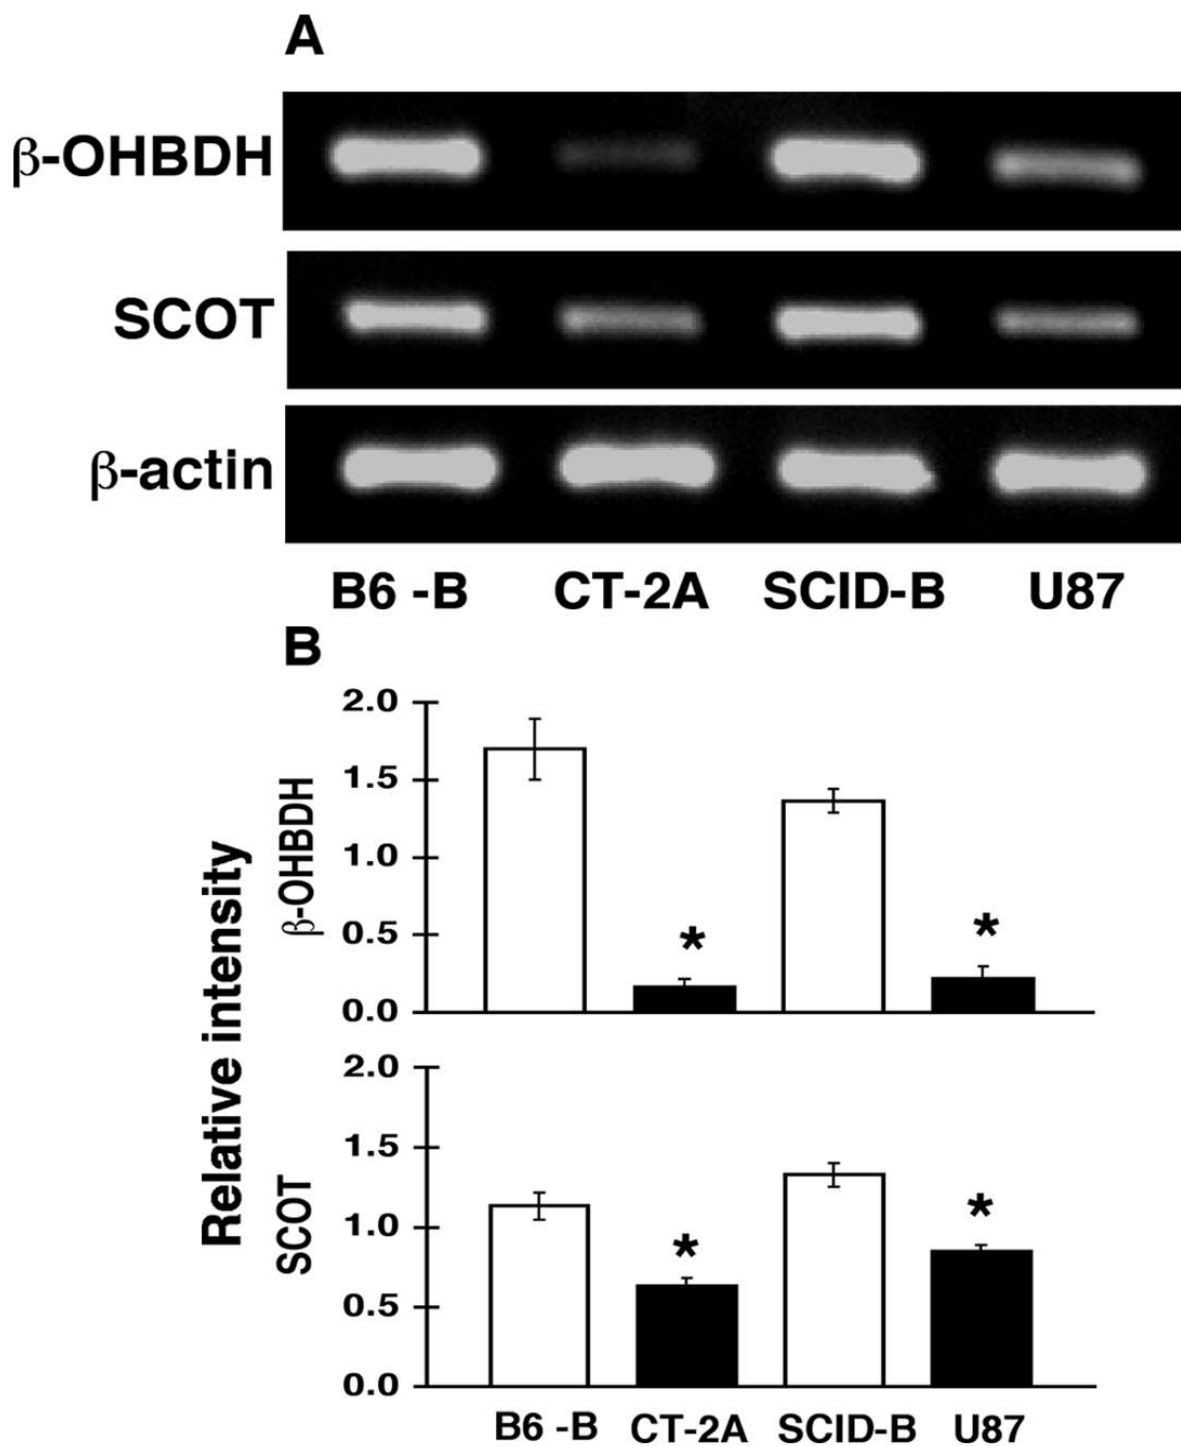 A
β-OHBDH
SCOT
β-actin
B6 -B CT-2A SCID-B U87
B
Relative intensity
β-OHBDH
2.0
1.5
1.0
0.5
0.0
*
*
SCOT
2.0
1.5
1.0
0.5
0.0
*
*
B6 -B CT-2A SCID-B U87